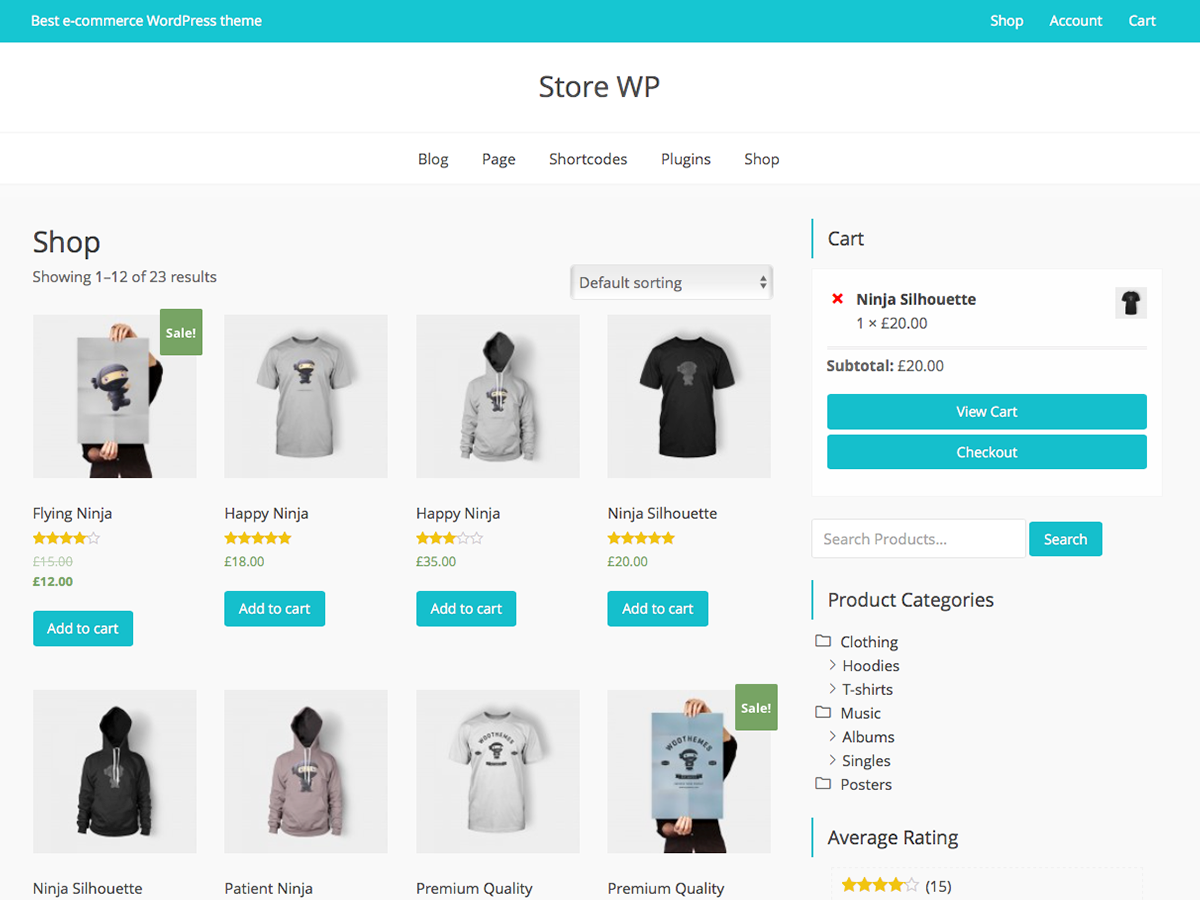 Best e-commerce WordPress theme
Shop Account Cart
Store WP
Blog Page Shortcodes Plugins Shop
Shop
Showing 1–12 of 23 results
Default sorting
Sale!
Flying Ninja
£15.00
£12.00
Add to cart
Happy Ninja
£18.00
Add to cart
Happy Ninja
£35.00
Add to cart
Ninja Silhouette
£20.00
Add to cart
WOOTHEMES
Sale!
WOOTHEMES
Ninja Silhouette
Patient Ninja
Premium Quality
Premium Quality
Cart
Ninja Silhouette
1 × £20.00
Subtotal: £20.00
View Cart
Checkout
Search Products...
Search
Product Categories
Clothing
Hoodies
T-shirts
Music
Albums
Singles
Posters
Average Rating
(15)